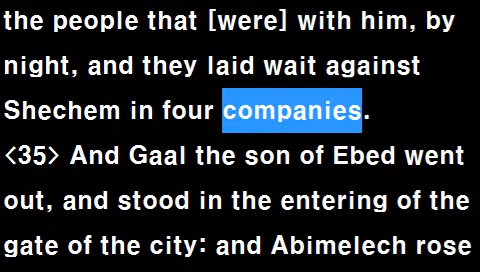 the people that [were] with him, by
night, and they laid wait against
Shechem in four companies.
<35> And Gaal the son of Ebed went
out, and stood in the entering of the
gate of the city: and Abimelech rose